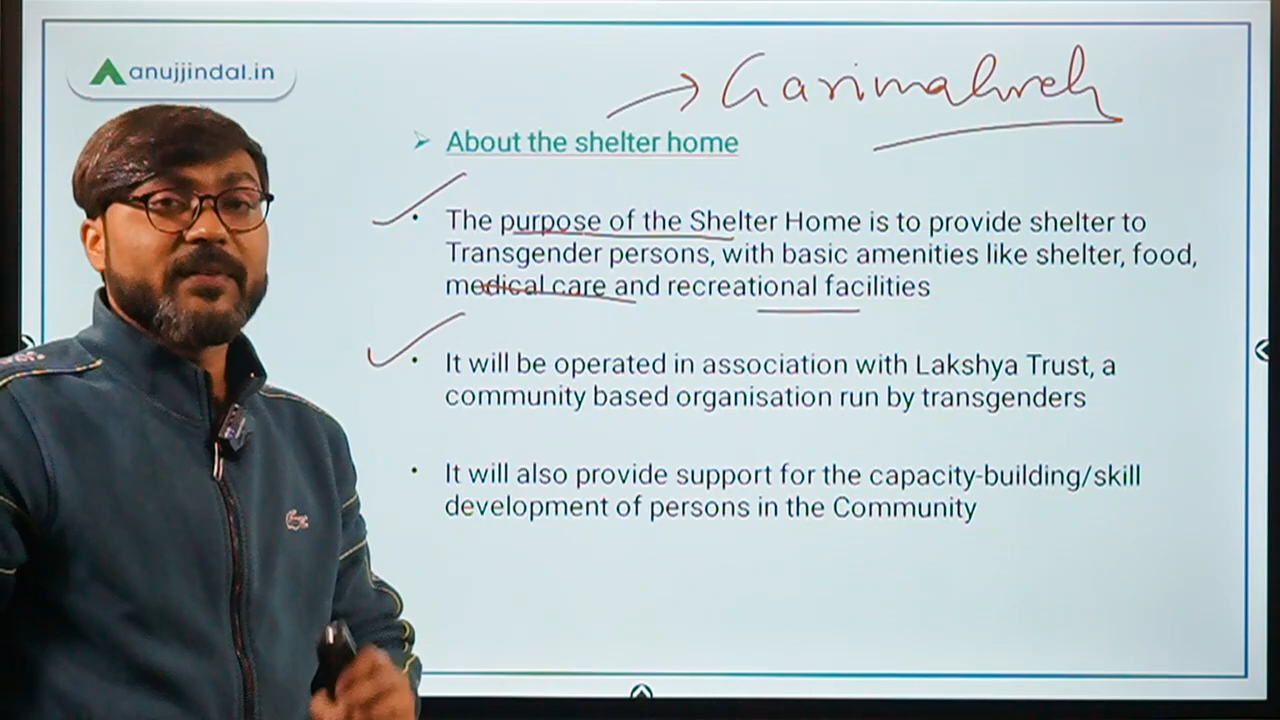 anujjindal.in
→ Garimahreh
➢ About the shelter home
• The purpose of the Shelter Home is to provide shelter to
Transgender persons, with basic amenities like shelter, food,
medical care and recreational facilities
• It will be operated in association with Lakshya Trust, a
community based organisation run by transgenders
• It will also provide support for the capacity-building/skill
development of persons in the Community